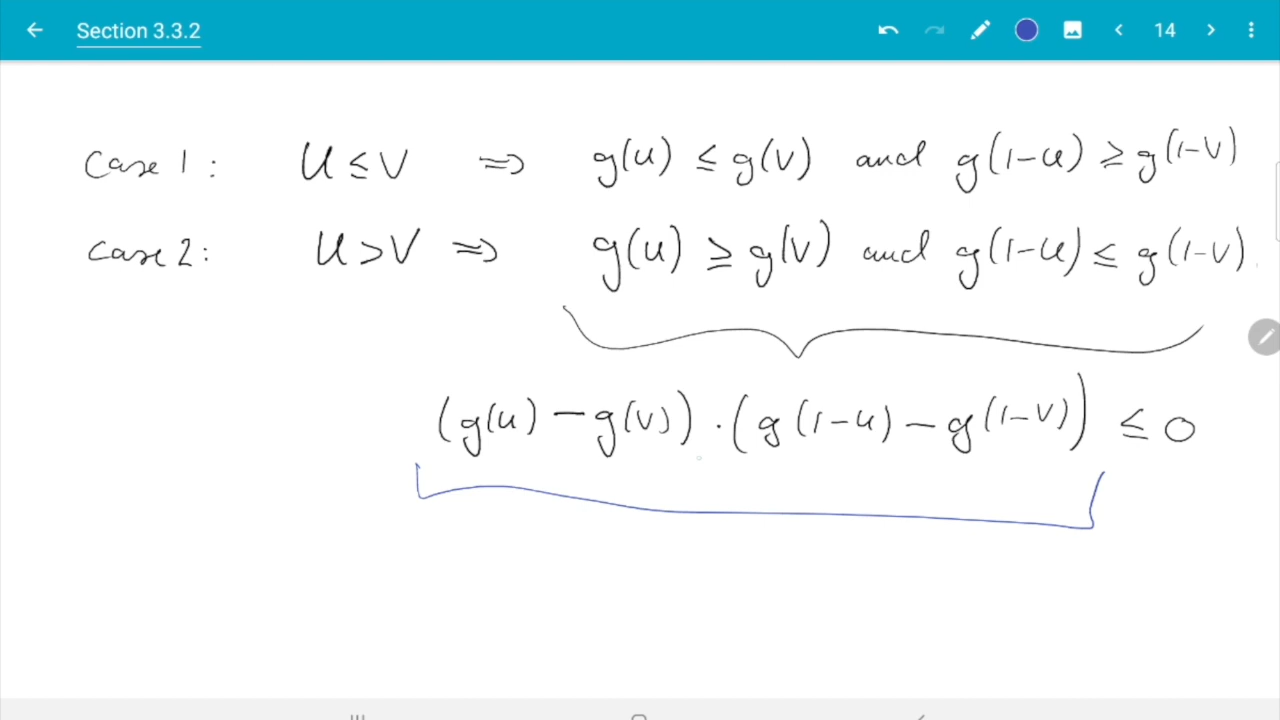 Section 3.3.2
14
Case 1: U ≤ V ⇒ g(U) ≤ g(V) and g(1-U) ≥ g(1-V)
Case 2: U > V ⇒ g(U) ≥ g(V) and g(1-U) ≤ g(1-V).
(g(U) - g(V)) · (g(1-U) - g(1-V)) ≤ 0